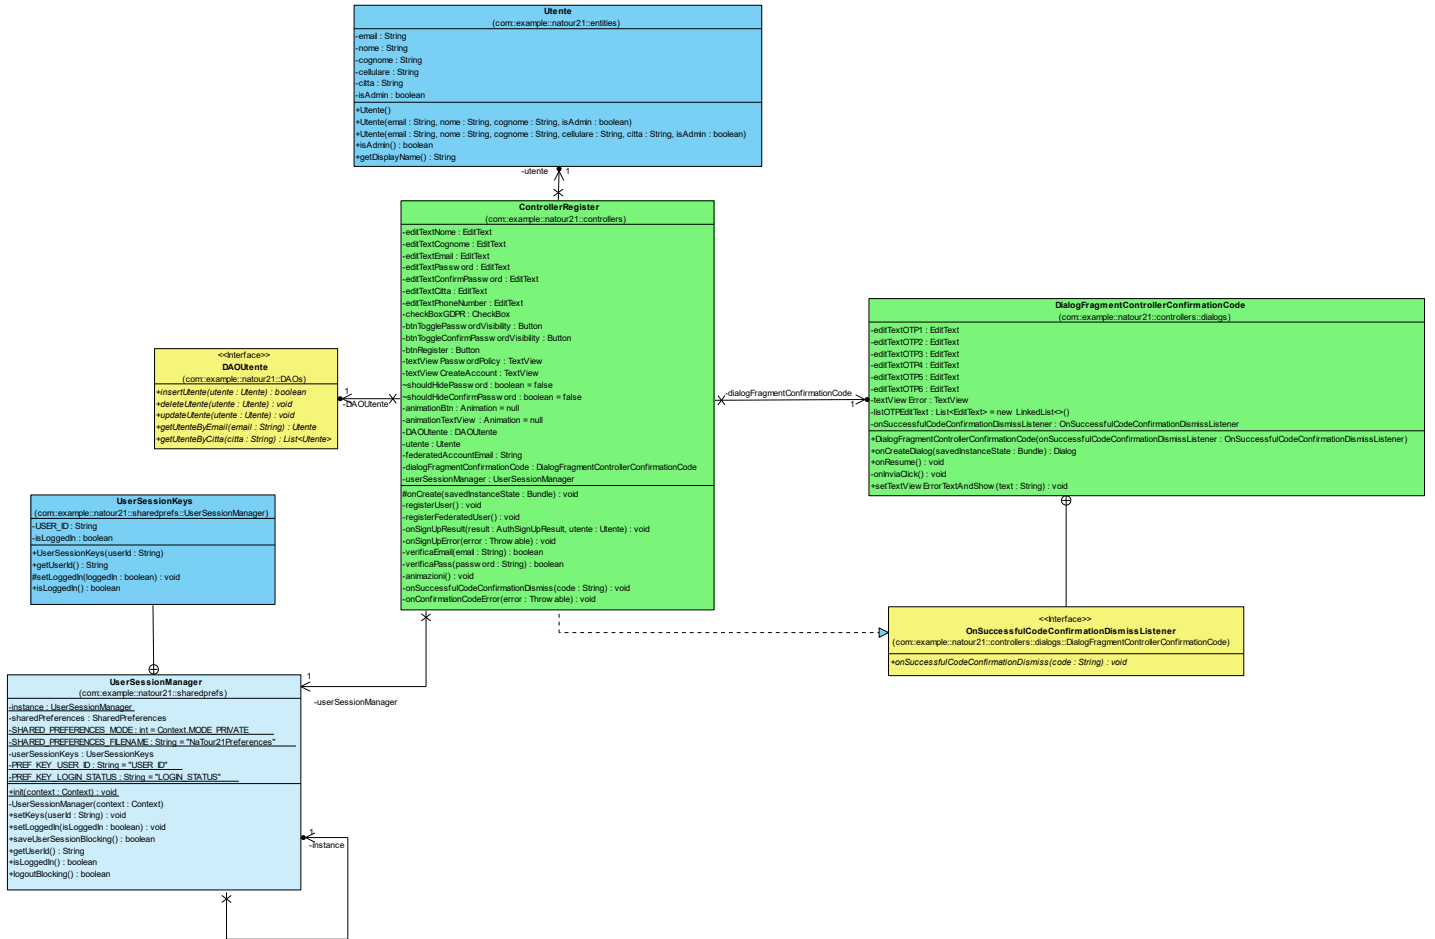 Utente
(com::example::natour21::entities)
-email : String
-nome : String
-cognome : String
-cellulare : String
-citta : String
-isAdmin : boolean
+Utente()
+Utente(email : String, nome : String, cognome : String, isAdmin : boolean)
+Utente(email : String, nome : String, cognome : String, cellulare : String, citta : String, isAdmin : boolean)
+isAdmin() : boolean
+getDisplayName() : String
-utente
1
ControllerRegister
(com::example::natour21::controllers)
-editTextNome : EditText
-editTextCognome : EditText
-editTextEmail : EditText
-editTextPassword : EditText
-editTextConfirmPassword : EditText
-editTextCitta : EditText
-editTextPhoneNumber : EditText
-checkBoxGDPR : CheckBox
-btnTogglePasswordVisibility : Button
-btnToggleConfirmPasswordVisibility : Button
-btnRegister : Button
-textViewPasswordPolicy : TextView
-textViewCreateAccount : TextView
~shouldHidePassword : boolean = false
~shouldHideConfirmPassword : boolean = false
-animationBtn : Animation = null
-animationTextView : Animation = null
-DAOUtente : DAOUtente
-utente : Utente
-federatedAccountEmail : String
-dialogFragmentConfirmationCode : DialogFragmentControllerConfirmationCode
-userSessionManager : UserSessionManager
#onCreate(savedInstanceState : Bundle) : void
-registerUser() : void
-registerFederatedUser() : void
-onSignUpResult(result : AuthSignUpResult, utente : Utente) : void
-onSignUpError(error : Throwable) : void
-verificaEmail(email : String) : boolean
-verificaPass(password : String) : boolean
-animazioni() : void
-onSuccessfulCodeConfirmationDismiss(code : String) : void
-onConfirmationCodeError(error : Throwable) : void
<<Interface>>
DAOUtente
(com::example::natour21::DAOs)
+insertUtente(utente : Utente) : boolean
+deleteUtente(utente : Utente) : void
+updateUtente(utente : Utente) : void
+getUtenteByEmail(email : String) : Utente
+getUtenteByCitta(citta : String) : List<Utente>
1
-DAOUtente
-dialogFragmentConfirmationCode
1
DialogFragmentControllerConfirmationCode
(com::example::natour21::controllers::dialogs)
-editTextOTP1 : EditText
-editTextOTP2 : EditText
-editTextOTP3 : EditText
-editTextOTP4 : EditText
-editTextOTP5 : EditText
-editTextOTP6 : EditText
-textViewError : TextView
-listOTPEditText : List<EditText> = new LinkedList<>()
-onSuccessfulCodeConfirmationDismissListener : OnSuccessfulCodeConfirmationDismissListener
+DialogFragmentControllerConfirmationCode(onSuccessfulCodeConfirmationDismissListener : OnSuccessfulCodeConfirmationDismissListener)
+onCreateDialog(savedInstanceState : Bundle) : Dialog
+onResume() : void
-onInviaClick() : void
+setTextViewErrorTextAndShow(text : String) : void
UserSessionKeys
(com::example::natour21::sharedprefs::UserSessionManager)
-USER_ID : String
-isLoggedIn : boolean
+UserSessionKeys(userId : String)
+getUserId() : String
#setLoggedIn(loggedIn : boolean) : void
+isLoggedIn() : boolean
<<Interface>>
OnSuccessfulCodeConfirmationDismissListener
(com::example::natour21::controllers::dialogs::DialogFragmentControllerConfirmationCode)
+onSuccessfulCodeConfirmationDismiss(code : String) : void
UserSessionManager
(com::example::natour21::sharedprefs)
-instance : UserSessionManager
-sharedPreferences : SharedPreferences
-SHARED_PREFERENCES_MODE : int = Context.MODE_PRIVATE
-SHARED_PREFERENCES_FILENAME : String = "NaTour21Preferences"
-userSessionKeys : UserSessionKeys
-PREF_KEY_USER_ID : String = "USER_ID"
-PREF_KEY_LOGIN_STATUS : String = "LOGIN_STATUS"
+init(context : Context) : void
-UserSessionManager(context : Context)
+setKeys(userId : String) : void
+setLoggedIn(isLoggedIn : boolean) : void
+saveUserSessionBlocking() : boolean
+getUserId() : String
+isLoggedIn() : boolean
+logoutBlocking() : boolean
1
-userSessionManager
1
-instance